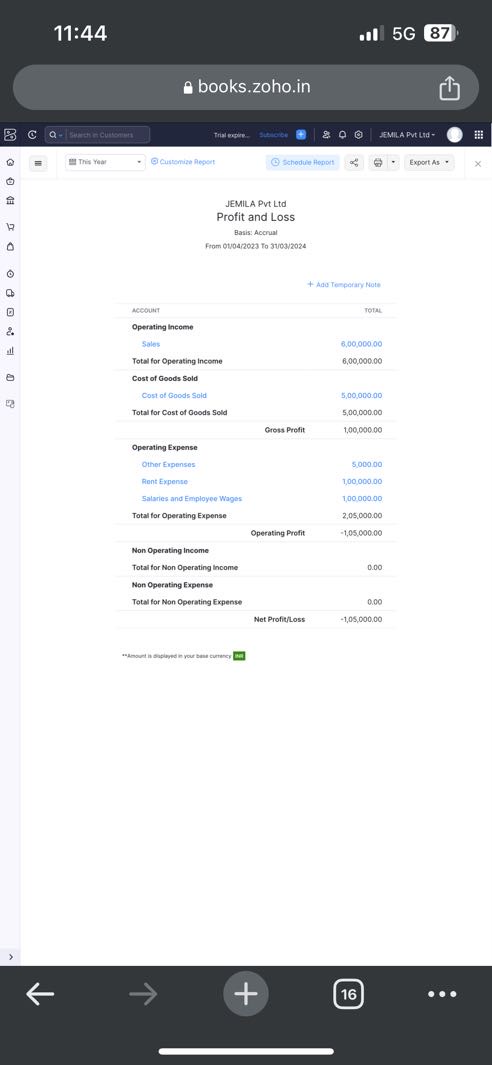 11:44
5G 87
books.zoho.in
Search in Customers
Trial expire... Subscribe JEMILA Pvt Ltd
This Year Customize Report Schedule Report Export As
JEMILA Pvt Ltd
Profit and Loss
Basis: Accrual
From 01/04/2023 To 31/03/2024
+ Add Temporary Note
ACCOUNT TOTAL
Operating Income
Sales 6,00,000.00
Total for Operating Income 6,00,000.00
Cost of Goods Sold
Cost of Goods Sold 5,00,000.00
Total for Cost of Goods Sold 5,00,000.00
Gross Profit 1,00,000.00
Operating Expense
Other Expenses 5,000.00
Rent Expense 1,00,000.00
Salaries and Employee Wages 1,00,000.00
Total for Operating Expense 2,05,000.00
Operating Profit -1,05,000.00
Non Operating Income
Total for Non Operating Income 0.00
Non Operating Expense
Total for Non Operating Expense 0.00
Net Profit/Loss -1,05,000.00
**Amount is displayed in your base currency INR
16